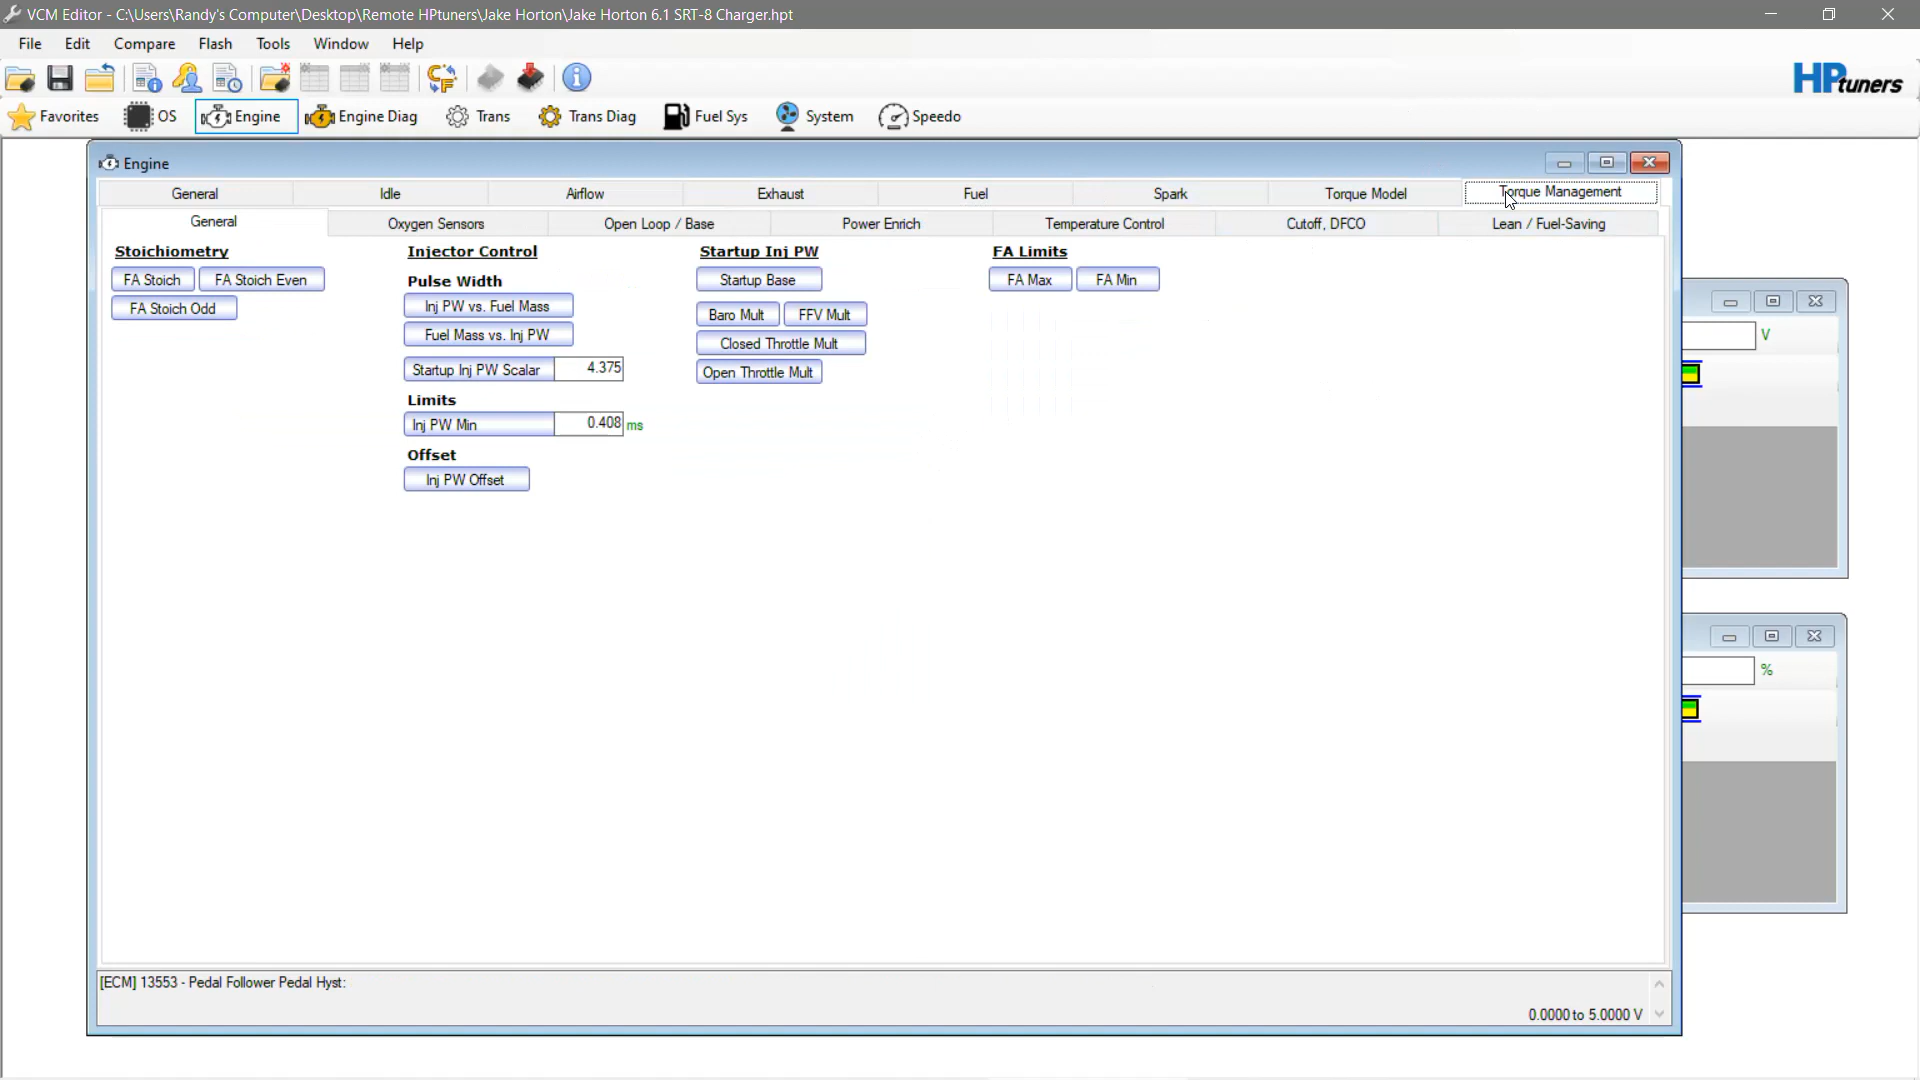 VCM Editor - C:\Users\Randy's Computer\Desktop\Remote HPtuners\Jake Horton\Jake Horton 6.1 SRT-8 Charger.hpt
File Edit Compare Flash Tools Window Help
HPtuners
Favorites OS Engine Engine Diag Trans Trans Diag Fuel Sys System Speedo
Engine
General Idle Airflow Exhaust Fuel Spark Torque Model Torque Management
General Oxygen Sensors Open Loop / Base Power Enrich Temperature Control Cutoff, DFCO Lean / Fuel-Saving
Stoichiometry
FA Stoich FA Stoich Even
FA Stoich Odd
Injector Control
Pulse Width
Inj PW vs. Fuel Mass
Fuel Mass vs. Inj PW
Startup Inj PW Scalar 4.375
Limits
Inj PW Min 0.408 ms
Offset
Inj PW Offset
Startup Inj PW
Startup Base
Baro Mult FFV Mult
Closed Throttle Mult
Open Throttle Mult
FA Limits
FA Max FA Min
V
%
[ECM] 13553 - Pedal Follower Pedal Hyst:
0.0000 to 5.0000 V